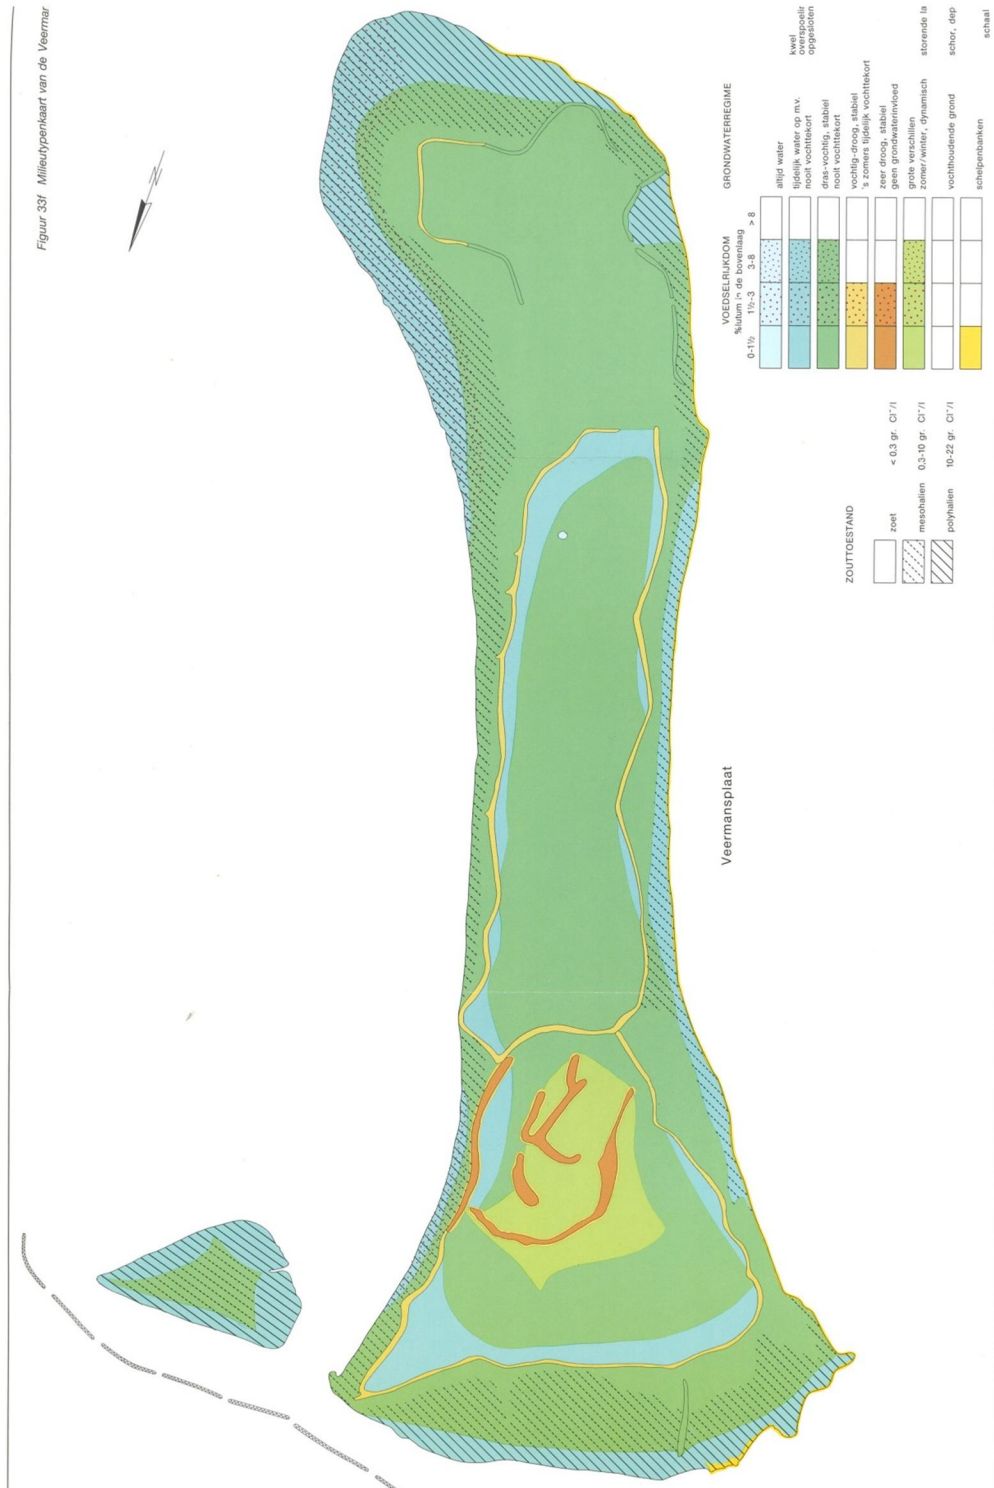 Figuur 33f Milieutypenkaart van de Veermar
Veermansplaat
GRONDWATERREGIME
altijd water
tijdelijk water op m.v.
nooit vochttekort
dras-vochtig, stabiel
nooit vochttekort
vochtig-droog, stabiel
's zomers tijdelijk vochttekort
zeer droog, stabiel
geen grondwaterinvloed
grote verschillen
zomer/winter, dynamisch
vochthoudende grond
schelpenbanken
kwel
overspoelin
opgesloten
storende la
schor, dep
schaal
VOEDSELRIJKDOM
%lutum in de bovenlaag
0-1½ 1½-3 3-8 > 8
ZOUTTOESTAND
zoet < 0,3 gr. Cl⁻/l
mesohalien 0,3-10 gr. Cl⁻/l
polyhalien 10-22 gr. Cl⁻/l